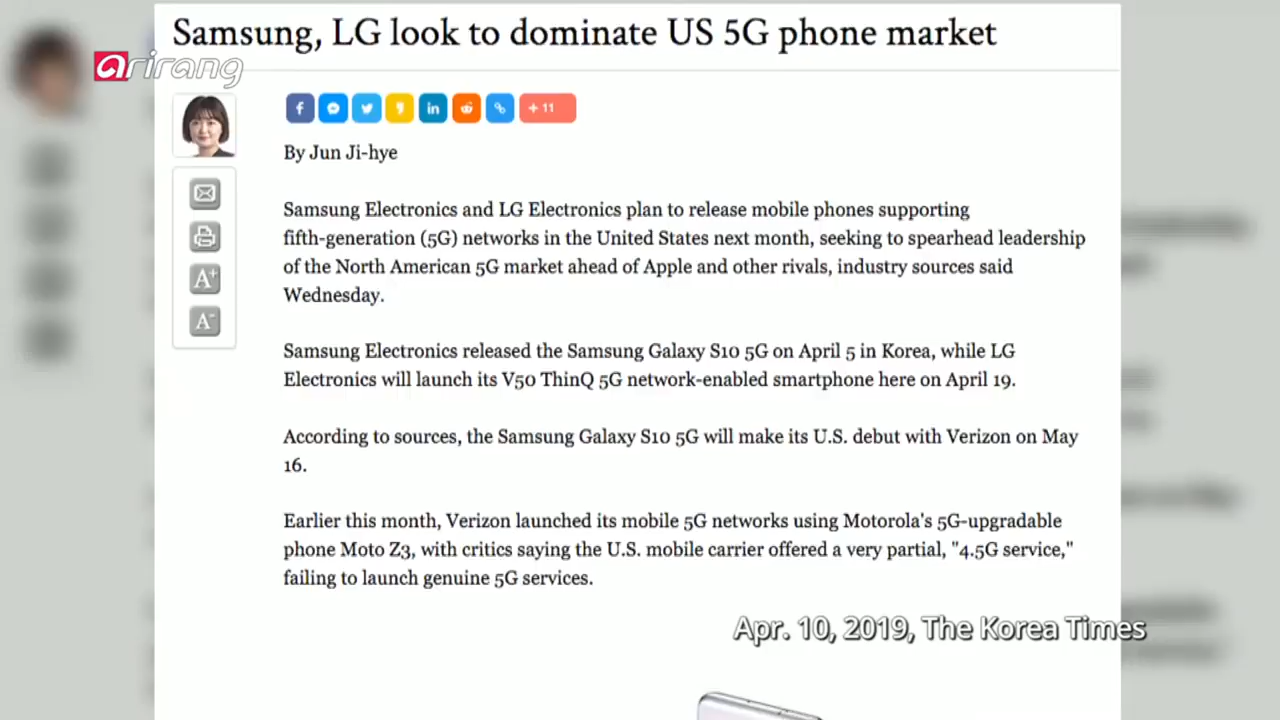 Samsung, LG look to dominate US 5G phone market
arirang
+ 11
By Jun Ji-hye
Samsung Electronics and LG Electronics plan to release mobile phones supporting
fifth-generation (5G) networks in the United States next month, seeking to spearhead leadership
of the North American 5G market ahead of Apple and other rivals, industry sources said
Wednesday.
Samsung Electronics released the Samsung Galaxy S10 5G on April 5 in Korea, while LG
Electronics will launch its V50 ThinQ 5G network-enabled smartphone here on April 19.
According to sources, the Samsung Galaxy S10 5G will make its U.S. debut with Verizon on May
16.
Earlier this month, Verizon launched its mobile 5G networks using Motorola's 5G-upgradable
phone Moto Z3, with critics saying the U.S. mobile carrier offered a very partial, "4.5G service,"
failing to launch genuine 5G services.
Apr. 10, 2019, The Korea Times
A+
A-